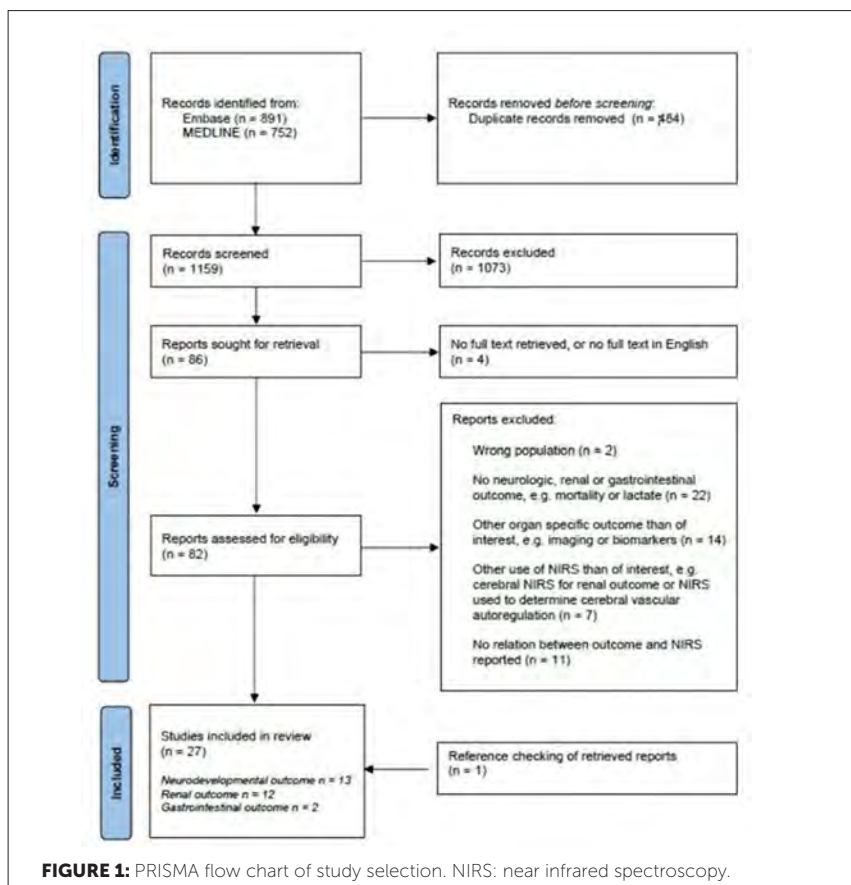 Identification
Records identified from:
Embase (n = 891)
MEDLINE (n = 752)
Records removed before screening:
Duplicate records removed (n = 484)
Screening
Records screened
(n = 1159)
Records excluded
(n = 1073)
Reports sought for retrieval
(n = 86)
No full text retrieved, or no full text in English
(n = 4)
Reports assessed for eligibility
(n = 82)
Reports excluded:
Wrong population (n = 2)
No neurologic, renal or gastrointestinal
outcome, e.g. mortality or lactate (n = 22)
Other organ specific outcome than of
interest, e.g. imaging or biomarkers (n = 14)
Other use of NIRS than of interest, e.g.
cerebral NIRS for renal outcome or NIRS
used to determine cerebral vascular
autoregulation (n = 7)
No relation between outcome and NIRS
reported (n = 11)
Included
Studies included in review
(n = 27)
Neurodevelopmental outcome n = 13
Renal outcome n = 12
Gastrointestinal outcome n = 2
Reference checking of retrieved reports
(n = 1)
FIGURE 1: PRISMA flow chart of study selection. NIRS: near infrared spectroscopy.